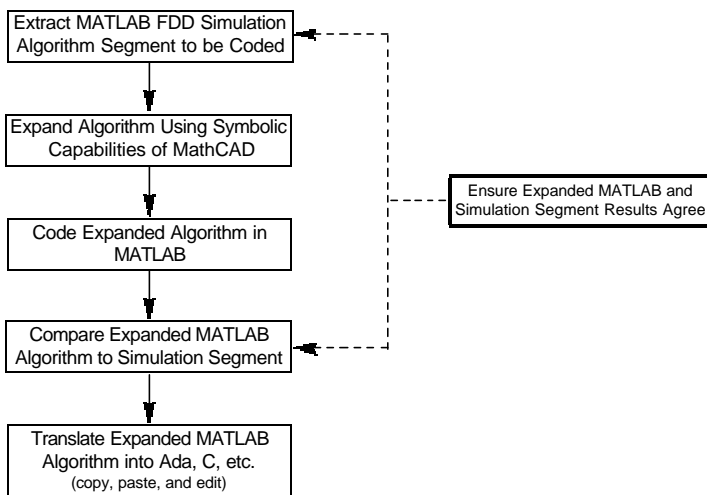 Extract MATLAB FDD Simulation
Algorithm Segment to be Coded
Expand Algorithm Using Symbolic
Capabilities of MathCAD
Ensure Expanded MATLAB and
Simulation Segment Results Agree
Code Expanded Algorithm in
MATLAB
Compare Expanded MATLAB
Algorithm to Simulation Segment
Translate Expanded MATLAB
Algorithm into Ada, C, etc.
(copy, paste, and edit)